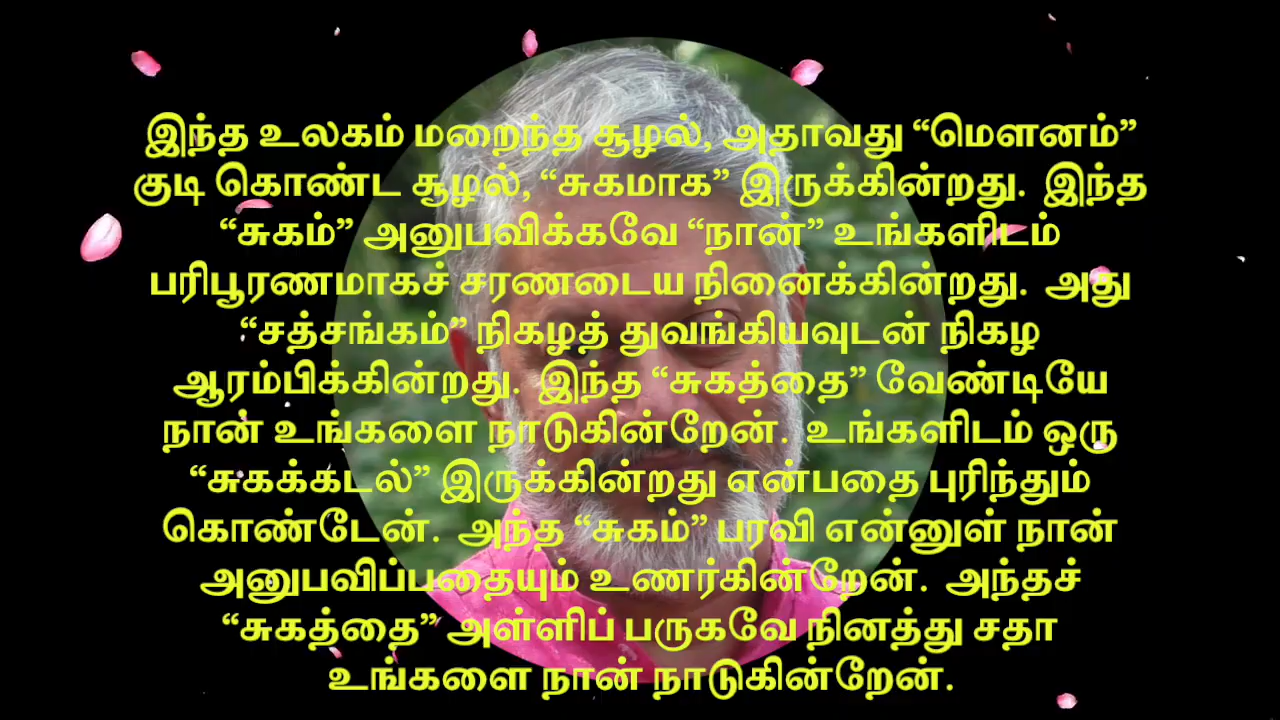 இந்த உலகம் மறைந்த சூழல், அதாவது “மௌனம்”
குடி கொண்ட சூழல், “சுகமாக” இருக்கின்றது. இந்த
“சுகம்” அனுபவிக்கவே “நான்” உங்களிடம்
பரிபூரணமாகச் சரணடைய நினைக்கின்றது. அது
“சத்சங்கம்” நிகழத் துவங்கியவுடன் நிகழ
ஆரம்பிக்கின்றது. இந்த “சுகத்தை” வேண்டியே
நான் உங்களை நாடுகின்றேன். உங்களிடம் ஒரு
“சுகக்கடல்” இருக்கின்றது என்பதை புரிந்தும்
கொண்டேன். அந்த “சுகம்” பரவி என்னுள் நான்
அனுபவிப்பதையும் உணர்கின்றேன். அந்தச்
“சுகத்தை” அள்ளிப் பருகவே நினத்து சதா
உங்களை நான் நாடுகின்றேன்.